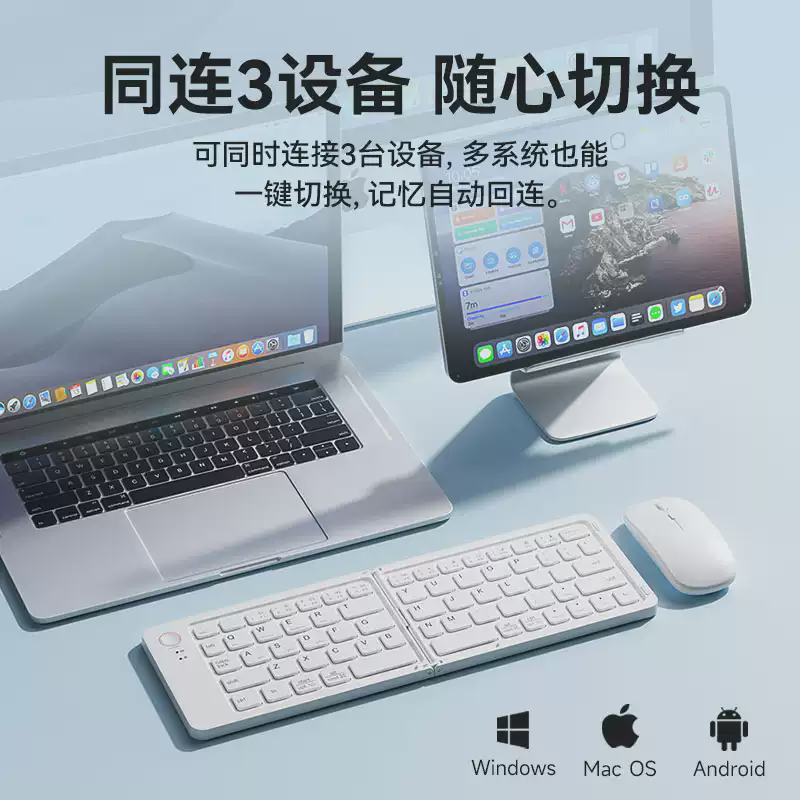 同连3设备 随心切换
可同时连接3台设备, 多系统也能
一键切换, 记忆自动回连。
7m
Q W E R T
Y U
A S D F G
H J K L
Z X C V B
N M
Windows
Mac OS
Android